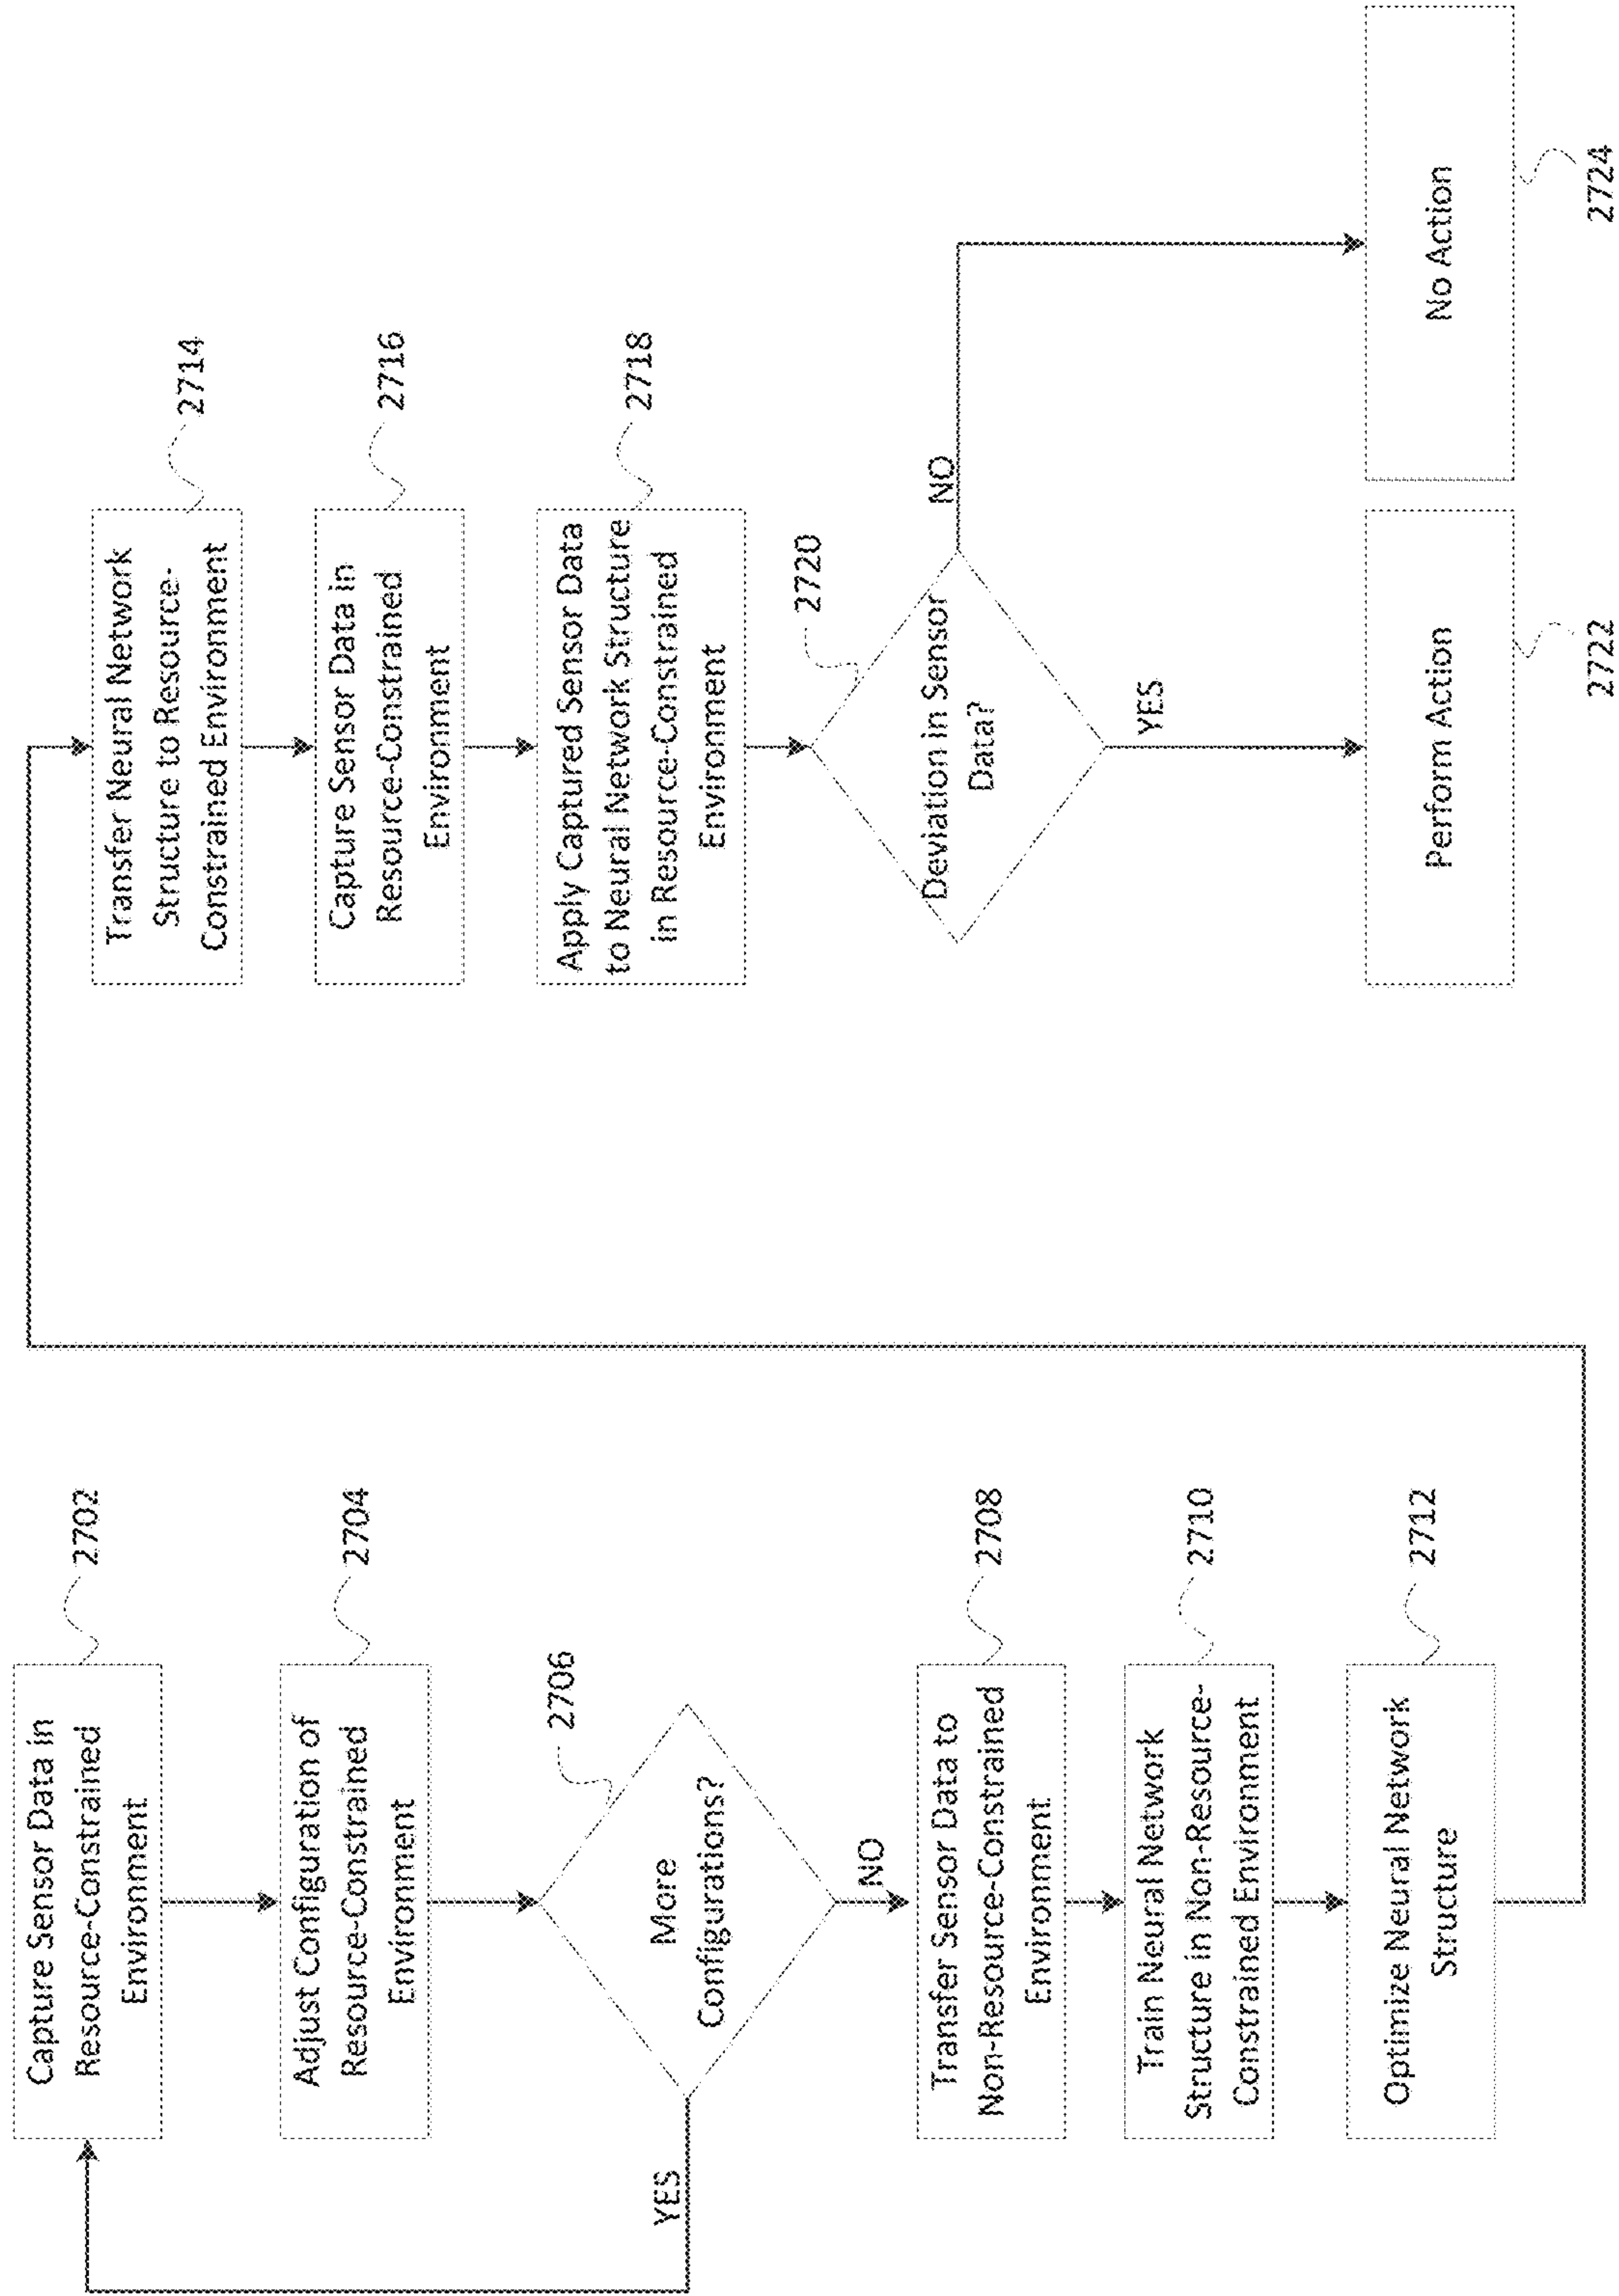 Capture Sensor Data in
Resource-Constrained
Environment
2702
Adjust Configuration of
Resource-Constrained
Environment
2704
More
Configurations?
2706
YES
NO
Transfer Sensor Data to
Non-Resource-Constrained
Environment
2708
Train Neural Network
Structure in Non-Resource-
Constrained Environment
2710
Optimize Neural Network
Structure
2712
Transfer Neural Network
Structure to Resource-
Constrained Environment
2714
Capture Sensor Data in
Resource-Constrained
Environment
2716
Apply Captured Sensor Data
to Neural Network Structure
in Resource-Constrained
Environment
2718
Deviation in Sensor
Data?
2720
NO
YES
Perform Action
2722
No Action
2724